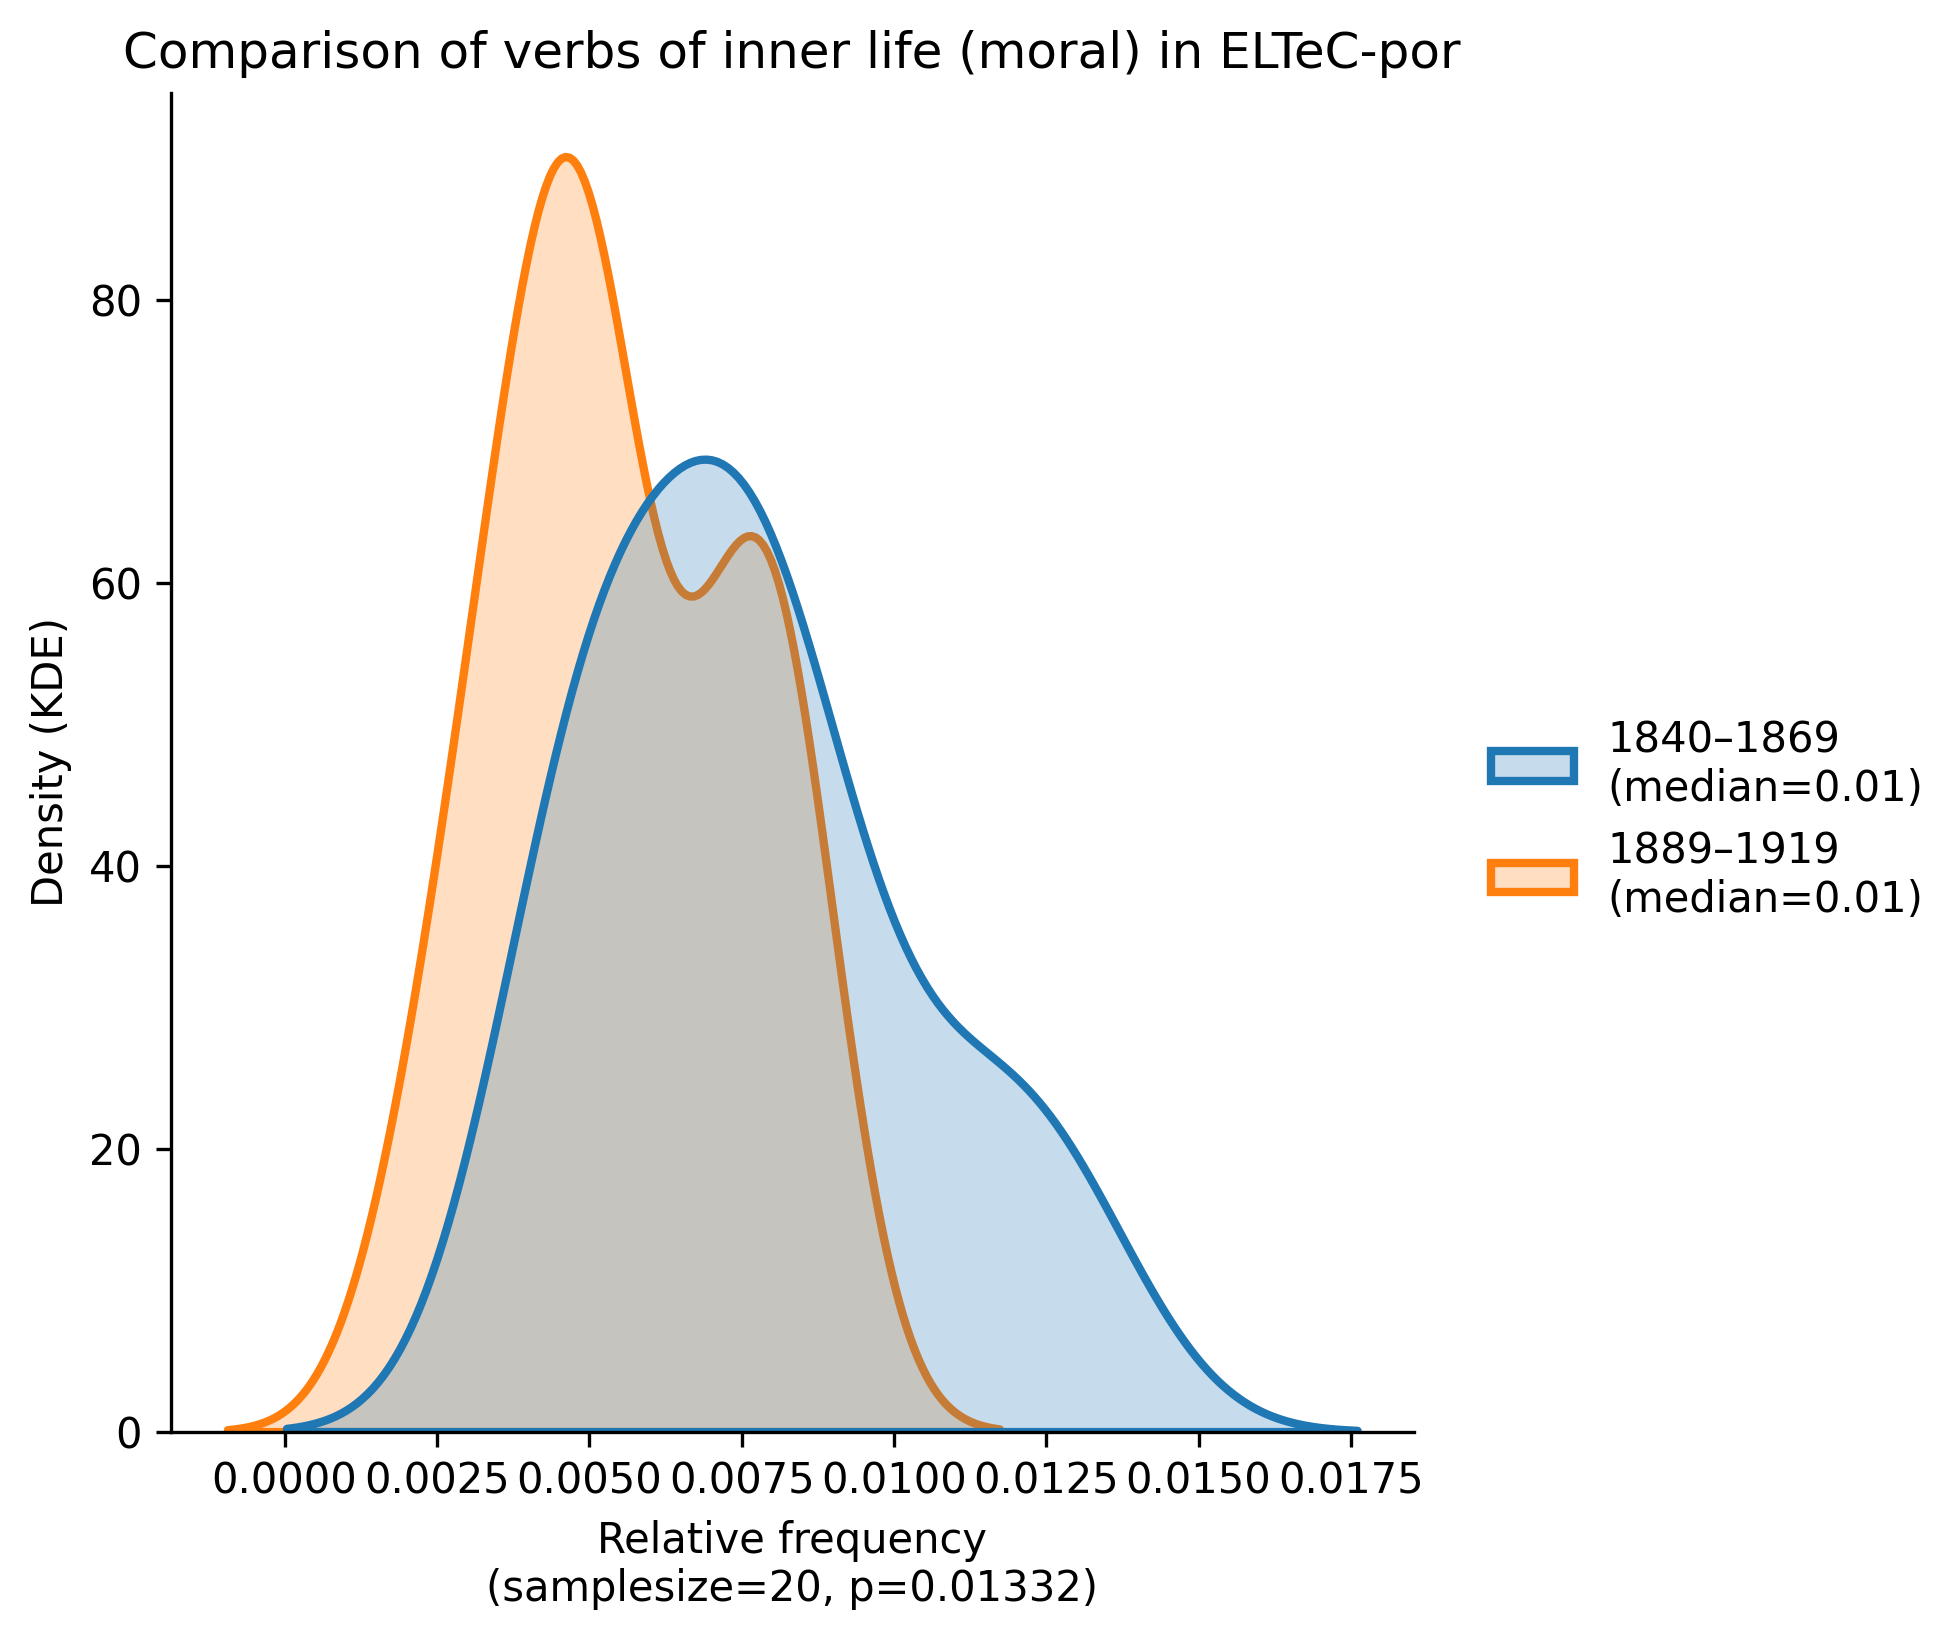 Comparison of verbs of inner life (moral) in ELTeC-por
Density (KDE)
80
60
40
20
0
0.0000 0.0025 0.0050 0.0075 0.0100 0.0125 0.0150 0.0175
Relative frequency
(samplesize=20, p=0.01332)
1840–1869
(median=0.01)
1889–1919
(median=0.01)